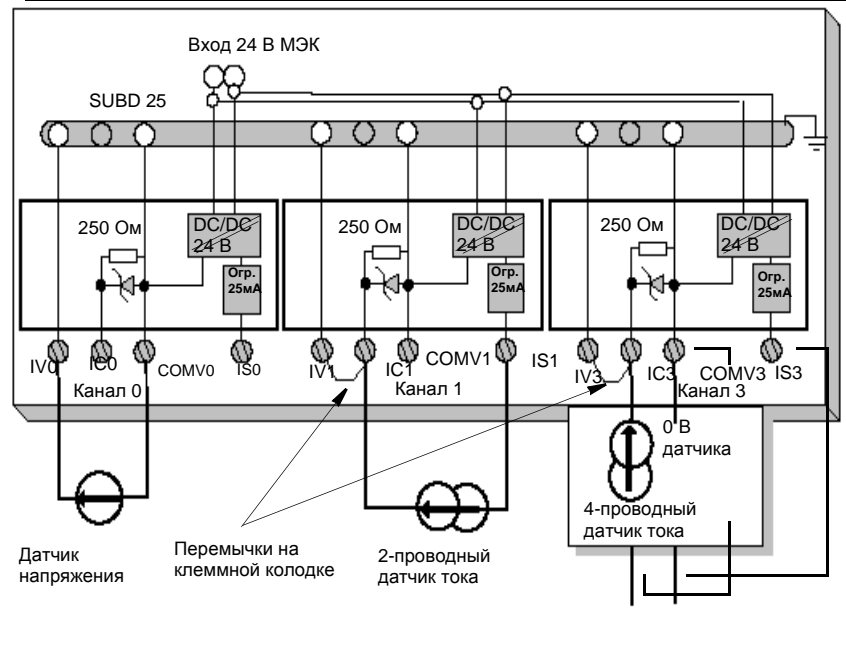 Вход 24 В МЭК
SUBD 25
250 Ом
DC/DC
24 В
Огр.
25мА
250 Ом
DC/DC
24 В
Огр.
25мА
250 Ом
DC/DC
24 В
Огр.
25мА
IV0
IC0
COMV0
IS0
Канал 0
IV1
IC1
COMV1
IS1
Канал 1
IV3
IC3
COMV3
IS3
Канал 3
0 В
датчика
4-проводный
датчик тока
Датчик
напряжения
Перемычки на
клеммной колодке
2-проводный
датчик тока